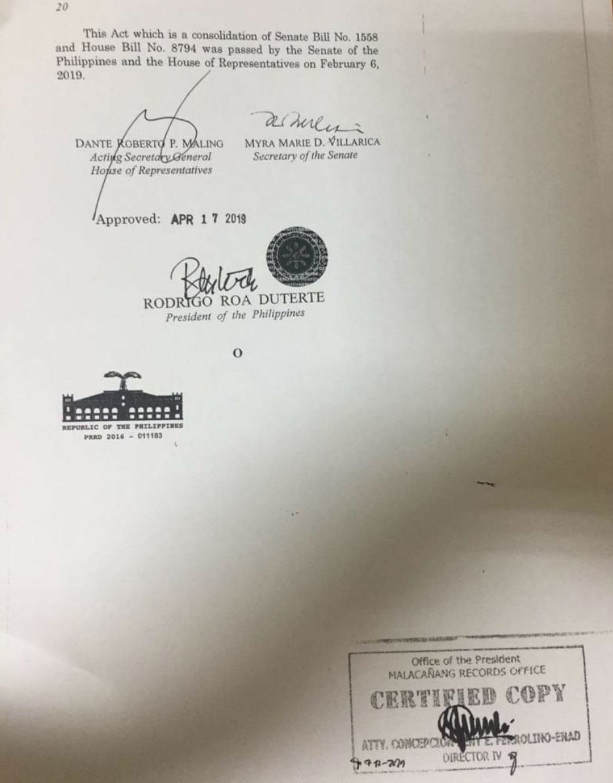 20
This Act which is a consolidation of Senate Bill No. 1558
and House Bill No. 8794 was passed by the Senate of the
Philippines and the House of Representatives on February 6,
2019.
DANTE ROBERTO P. MALING
Acting Secretary General
House of Representatives
MYRA MARIE D. VILLARICA
Secretary of the Senate
Approved: APR 17 2019
RODRIGO ROA DUTERTE
President of the Philippines
O
REPUBLIC OF THE PHILIPPINES
PRRD 2016 - 011183
Office of the President
MALACAÑANG RECORDS OFFICE
CERTIFIED COPY
ATTY. CONCEPCION E. FERROLINO-ENAD
DIRECTOR IV